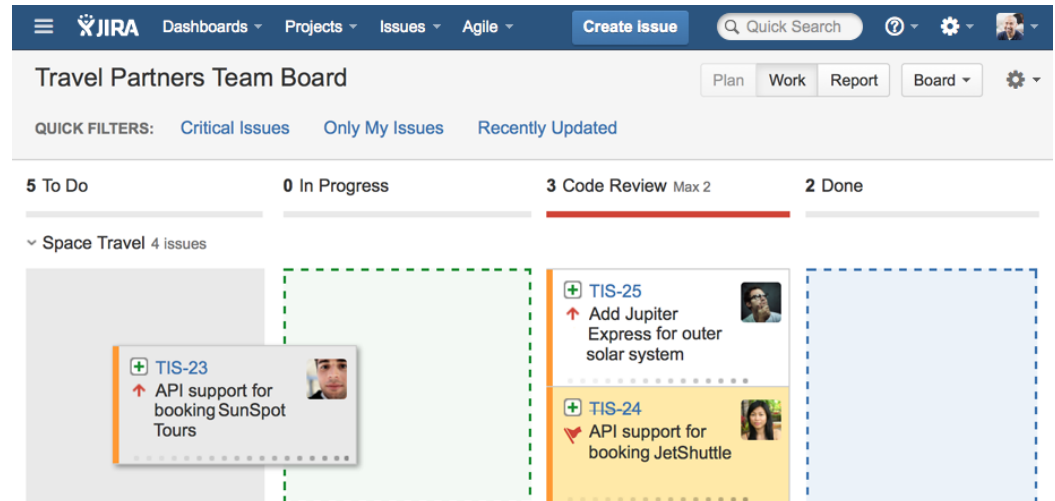 JIRA Dashboards Projects Issues Agile Create issue Quick Search
Travel Partners Team Board
Plan Work Report Board
QUICK FILTERS: Critical Issues Only My Issues Recently Updated
5 To Do 0 In Progress 3 Code Review Max 2 2 Done
Space Travel 4 issues
TIS-25
Add Jupiter
Express for outer
solar system
TIS-23
API support for
booking SunSpot
Tours
TIS-24
API support for
booking JetShuttle